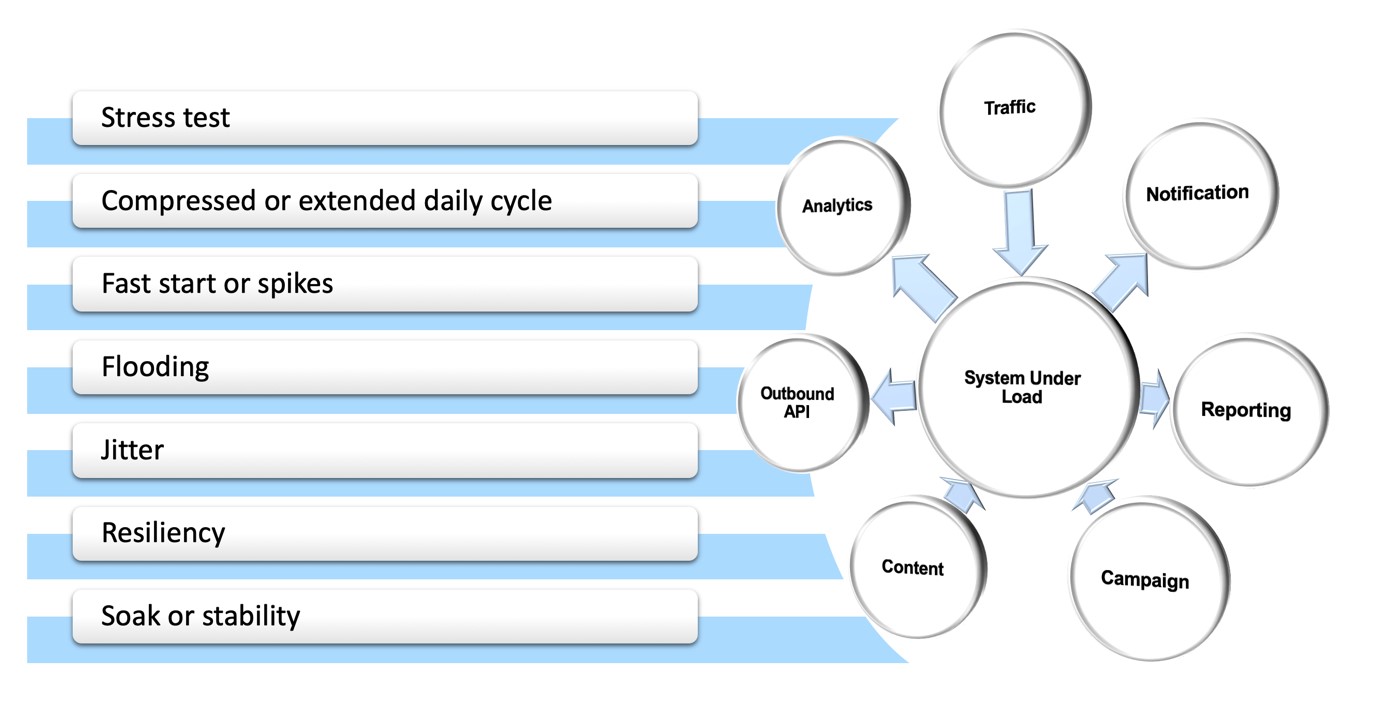 Stress test
Compressed or extended daily cycle
Fast start or spikes
Flooding
Jitter
Resiliency
Soak or stability
Traffic
Analytics
Notification
System Under
Load
Outbound
API
Reporting
Content
Campaign